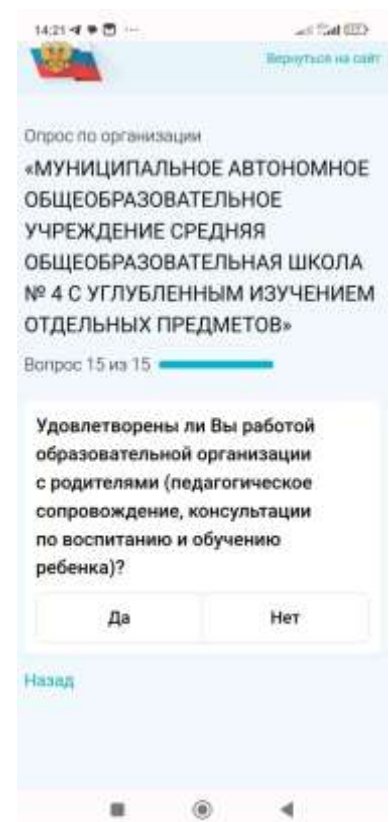 14:21
Вернуться на сайт
Опрос по организации
«МУНИЦИПАЛЬНОЕ АВТОНОМНОЕ
ОБЩЕОБРАЗОВАТЕЛЬНОЕ
УЧРЕЖДЕНИЕ СРЕДНЯЯ
ОБЩЕОБРАЗОВАТЕЛЬНАЯ ШКОЛА
№ 4 С УГЛУБЛЕННЫМ ИЗУЧЕНИЕМ
ОТДЕЛЬНЫХ ПРЕДМЕТОВ»
Вопрос 15 из 15
Удовлетворены ли Вы работой
образовательной организации
с родителями (педагогическое
сопровождение, консультации
по воспитанию и обучению
ребенка)?
Да Нет
Назад